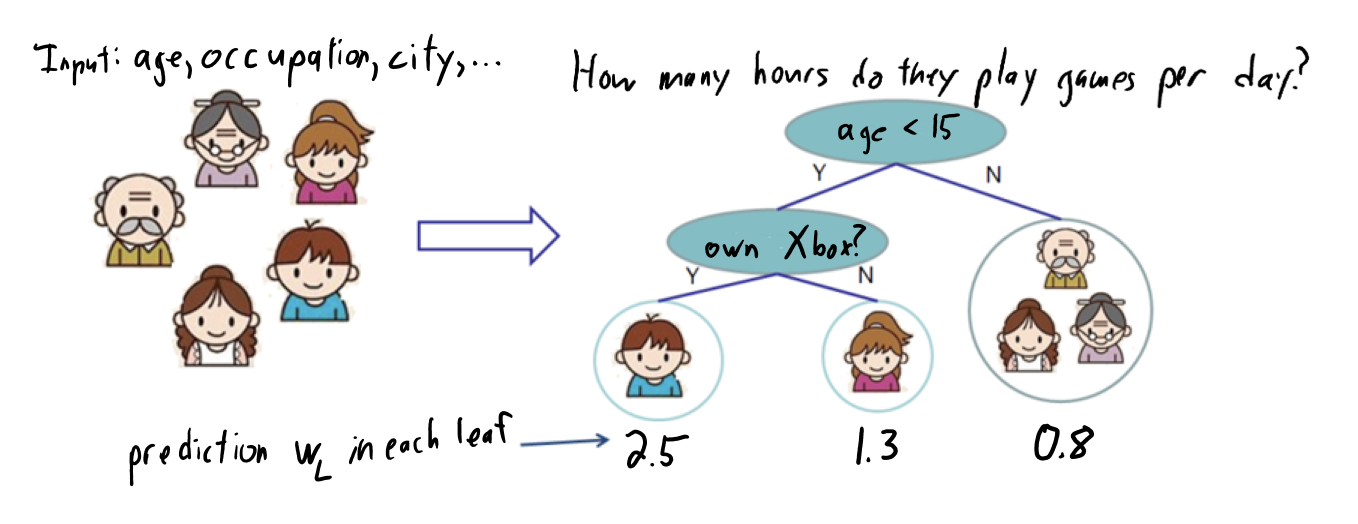 Input: age, occupation, city, ...
How many hours do they play games per day?
age < 15
Y
N
own Xbox?
Y
N
prediction w_L in each leaf
2.5
1.3
0.8